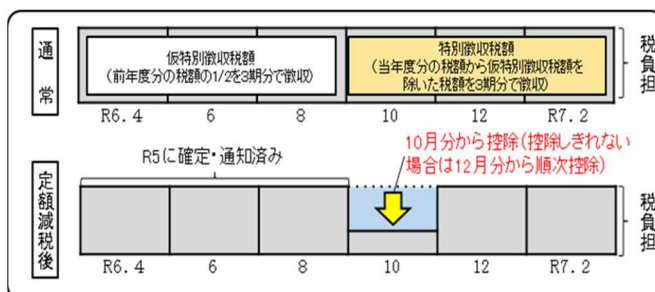 通常
仮特別徴収税額
(前年度分の税額の1/2を3期分で徴収)
特別徴収税額
(当年度分の税額から仮特別徴収税額を
除いた税額を3期分で徴収)
税負担
R6.4 6 8 10 12 R7.2
R5に確定・通知済み
10月分から控除(控除しきれない
場合は12月分から順次控除)
定額減税後
税負担
R6.4 6 8 10 12 R7.2